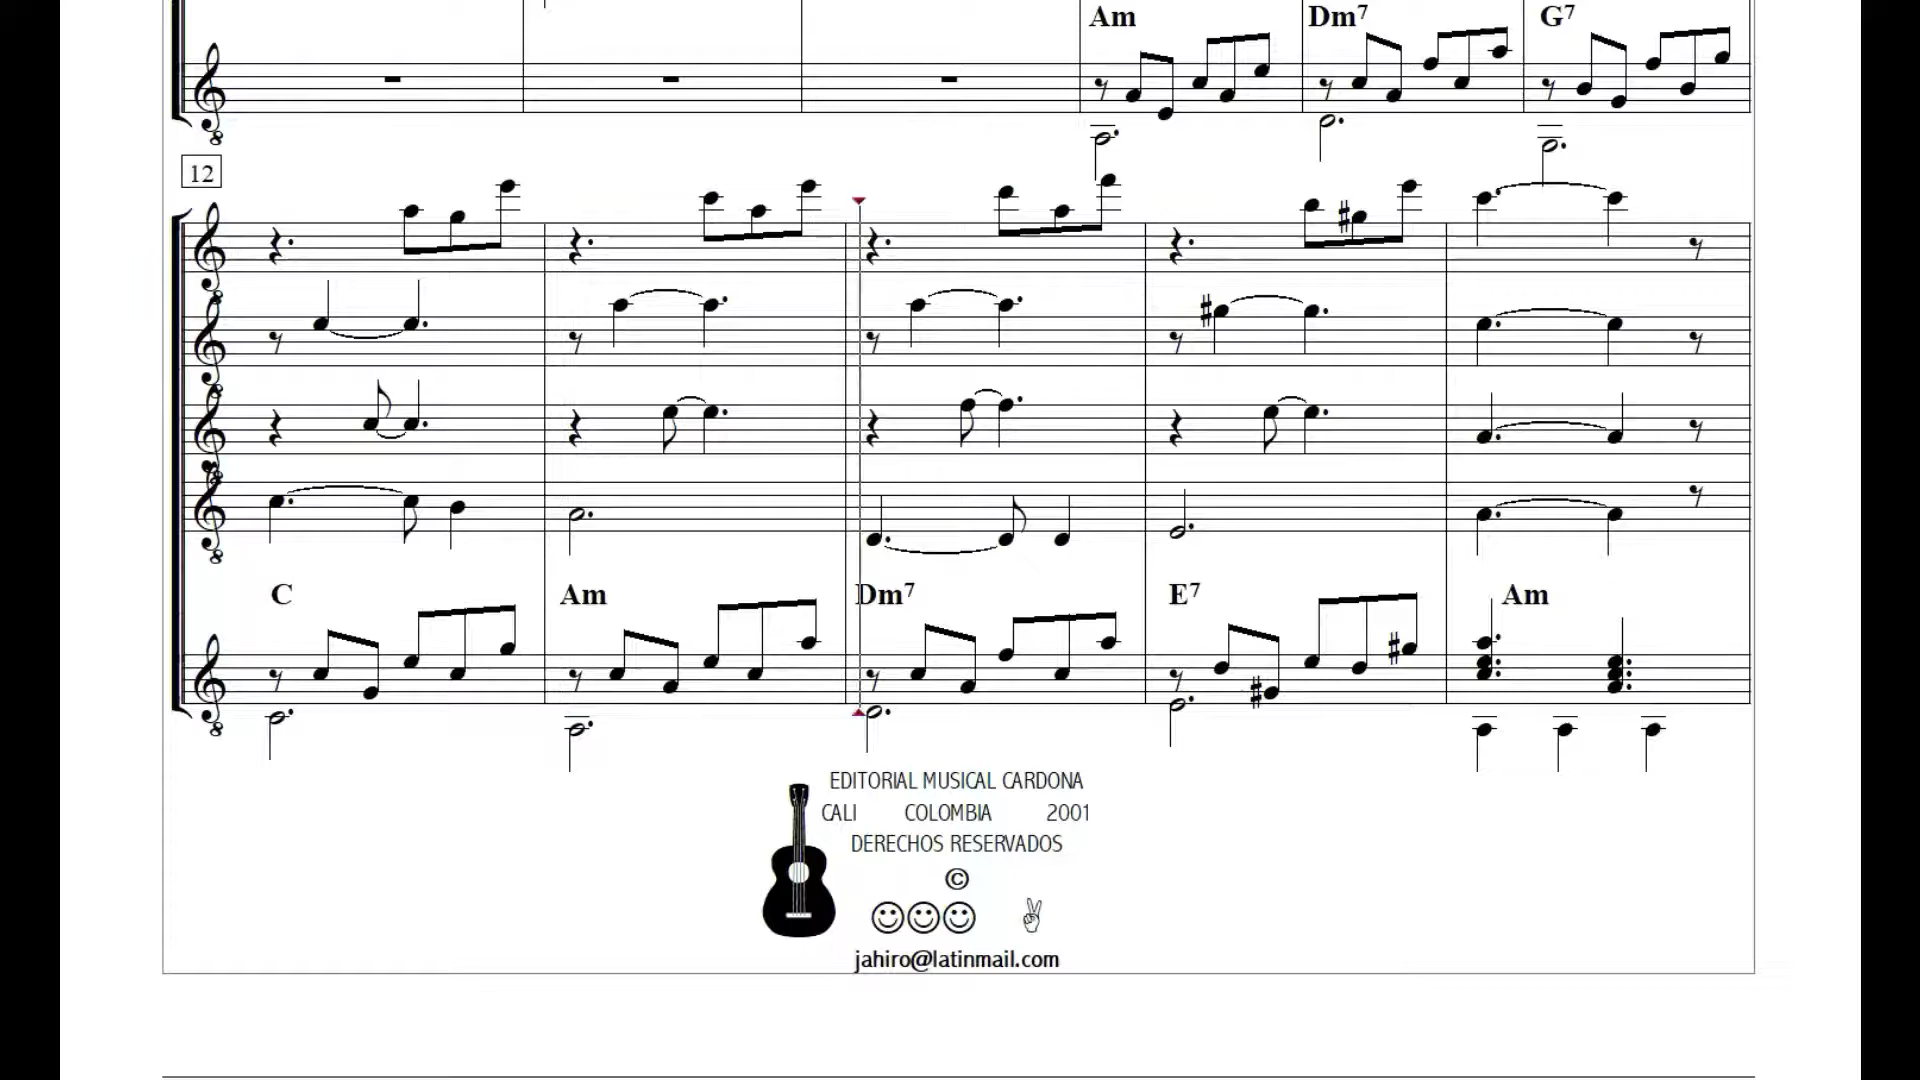 Am Dm7 G7
12
C Am Dm7 E7 Am
EDITORIAL MUSICAL CARDONA
CALI COLOMBIA 2001
DERECHOS RESERVADOS
©
jahiro@latinmail.com